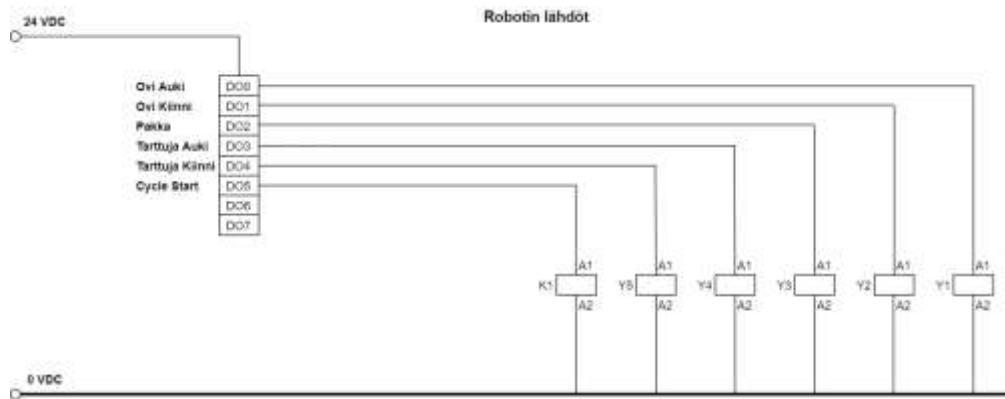 Robotin lähdöt
24 VDC
Ovi Auki DO0
Ovi Kiinni DO1
Pakka DO2
Tarttuja Auki DO3
Tarttuja Kiinni DO4
Cycle Start DO5
DO6
DO7
A1 A1 A1 A1 A1 A1
K1 Y5 Y4 Y3 Y2 Y1
A2 A2 A2 A2 A2 A2
0 VDC